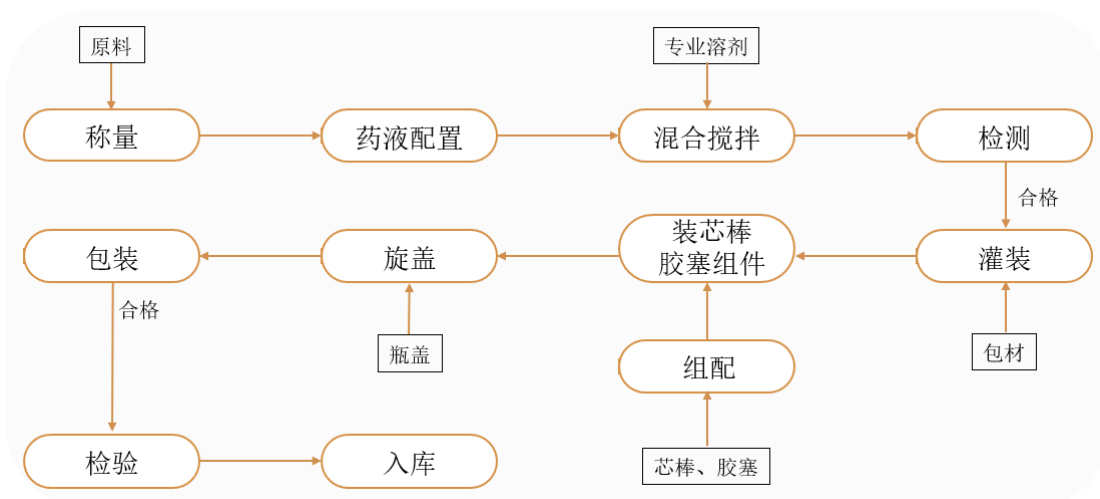 原料
专业溶剂
称量
药液配置
混合搅拌
检测
合格
包装
旋盖
装芯棒
胶塞组件
灌装
合格
瓶盖
组配
包材
检验
入库
芯棒、胶塞